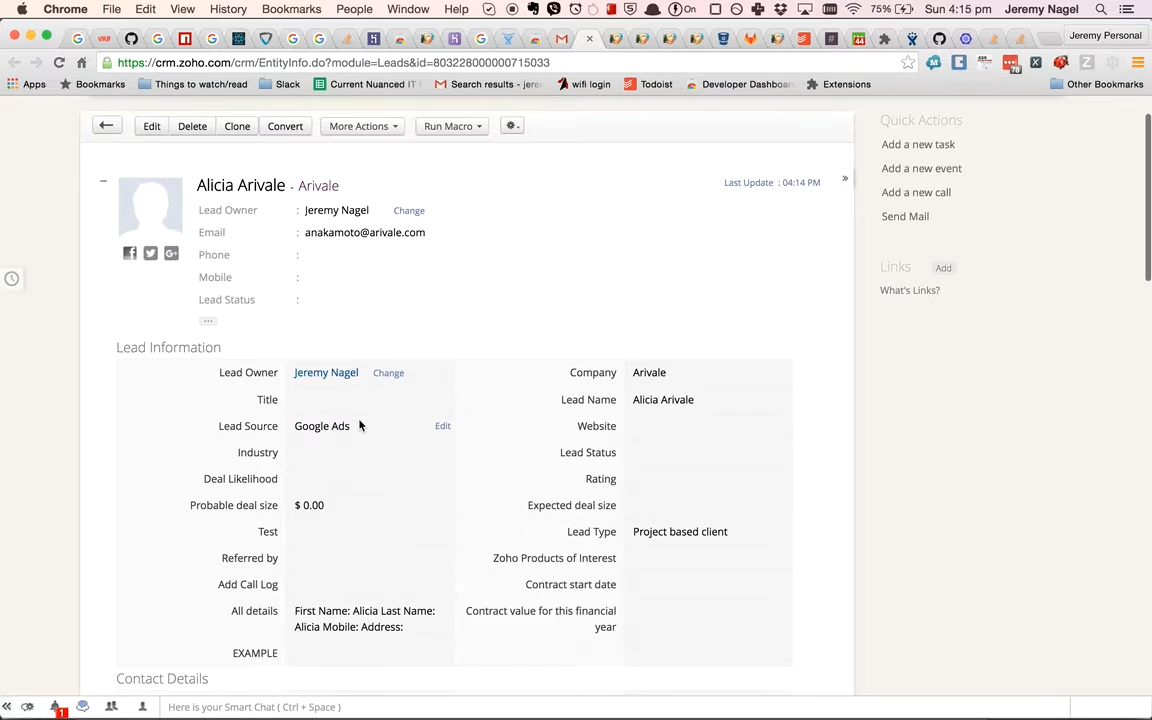 Chrome File Edit View History Bookmarks People Window Help On 75% Sun 4:15 pm Jeremy Nagel
Jeremy Personal
https://crm.zoho.com/crm/EntityInfo.do?module=Leads&id=803228000000715033
Apps Bookmarks Things to watch/read Slack Current Nuanced IT Search results - jere wifi login Todoist Developer Dashboar Extensions Other Bookmarks
Edit Delete Clone Convert More Actions Run Macro
Quick Actions
Add a new task
Add a new event
Add a new call
Send Mail
Links Add
What's Links?
Alicia Arivale - Arivale
Last Update : 04:14 PM
Lead Owner : Jeremy Nagel Change
Email : anakamoto@arivale.com
Phone :
Mobile :
Lead Status :
Lead Information
Lead Owner Jeremy Nagel Change Company Arivale
Title Lead Name Alicia Arivale
Lead Source Google Ads Edit Website
Industry Lead Status
Deal Likelihood Rating
Probable deal size $ 0.00 Expected deal size
Test Lead Type Project based client
Referred by Zoho Products of Interest
Add Call Log Contract start date
All details First Name: Alicia Last Name: Contract value for this financial
Alicia Mobile: Address: year
EXAMPLE
Contact Details
1 Here is your Smart Chat ( Ctrl + Space )